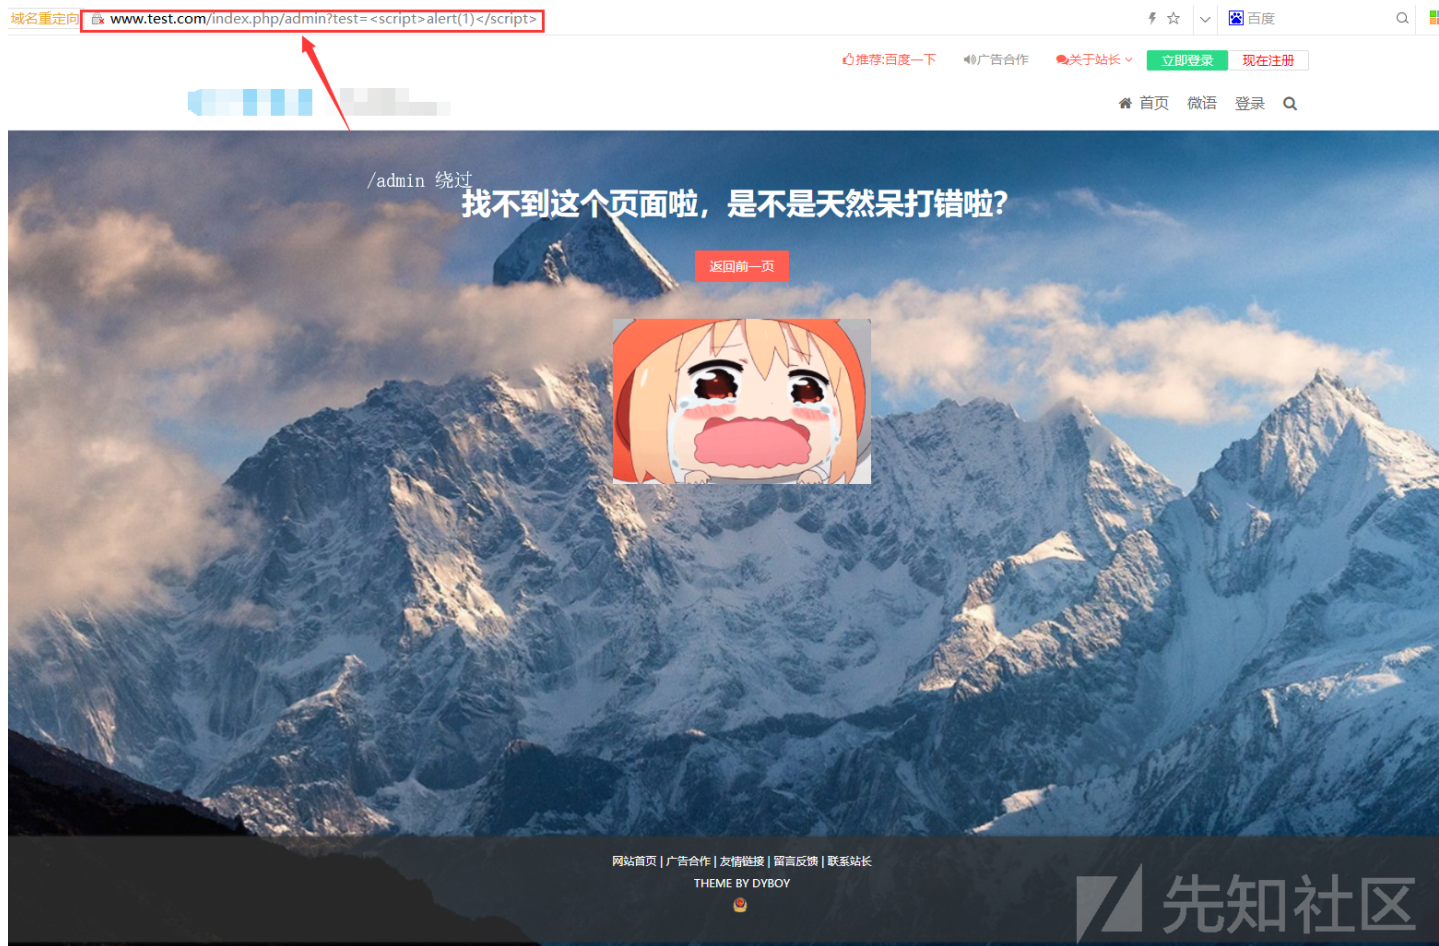 域名重定向 www.test.com/index.php/admin?test=<script>alert(1)</script> 百度
推荐:百度一下 广告合作 关于站长 立即登录 现在注册
首页 微语 登录
/admin 绕过
找不到这个页面啦，是不是天然呆打错啦?
返回前一页
网站首页 | 广告合作 | 友情链接 | 留言反馈 | 联系站长
THEME BY DYBOY
先知社区